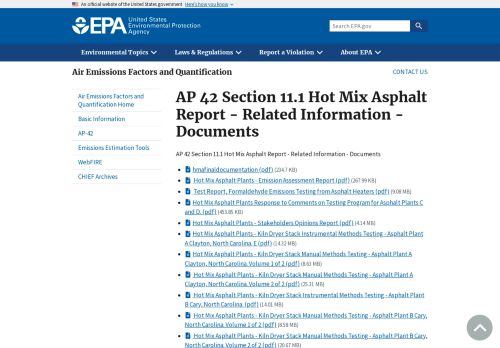 An official website of the United States government Here's how you know
EPA United States
Environmental Protection
Agency
Search EPA.gov
Environmental Topics
Laws & Regulations
Report a Violation
About EPA
Air Emissions Factors and Quantification
CONTACT US
Air Emissions Factors and
Quantification Home
Basic Information
AP-42
Emissions Estimation Tools
WebFIRE
CHIEF Archives
AP 42 Section 11.1 Hot Mix Asphalt
Report - Related Information -
Documents
AP 42 Section 11.1 Hot Mix Asphalt Report - Related Information - Documents
hmafinaldocumentation (pdf) (234.7 KB)
Hot Mix Asphalt Plants - Emission Assessment Report (pdf) (267.99 KB)
Test Report, Formaldehyde Emissions Testing from Asphalt Heaters (pdf) (9.08 MB)
Hot Mix Asphalt Plants Response to Comments on Testing Program for Asphalt Plants C
and D. (pdf) (453.85 KB)
Hot Mix Asphalt Plants - Stakeholders Opinions Report (pdf) (4.14 MB)
Hot Mix Asphalt Plants - Kiln Dryer Stack Instrumental Methods Testing - Asphalt Plant
A Clayton, North Carolina. E (pdf) (14.32 MB)
Hot Mix Asphalt Plants - Kiln Dryer Stack Manual Methods Testing - Asphalt Plant A
Clayton, North Carolina. Volume 1 of 2 (pdf) (8.63 MB)
Hot Mix Asphalt Plants - Kiln Dryer Stack Manual Methods Testing - Asphalt Plant A
Clayton, North Carolina. Volume 2 of 2 (pdf) (25.31 MB)
Hot Mix Asphalt Plants - Kiln Dryer Stack Instrumental Methods Testing - Asphalt Plant
B Cary, North Carolina. (pdf) (14.01 MB)
Hot Mix Asphalt Plants - Kiln Dryer Stack Manual Methods Testing - Asphalt Plant B Cary,
North Carolina. Volume 1 of 2 (pdf) (8.58 MB)
Hot Mix Asphalt Plants - Kiln Dryer Stack Manual Methods Testing - Asphalt Plant B Cary,
North Carolina. Volume 2 of 2 (pdf) (20.67 MB)